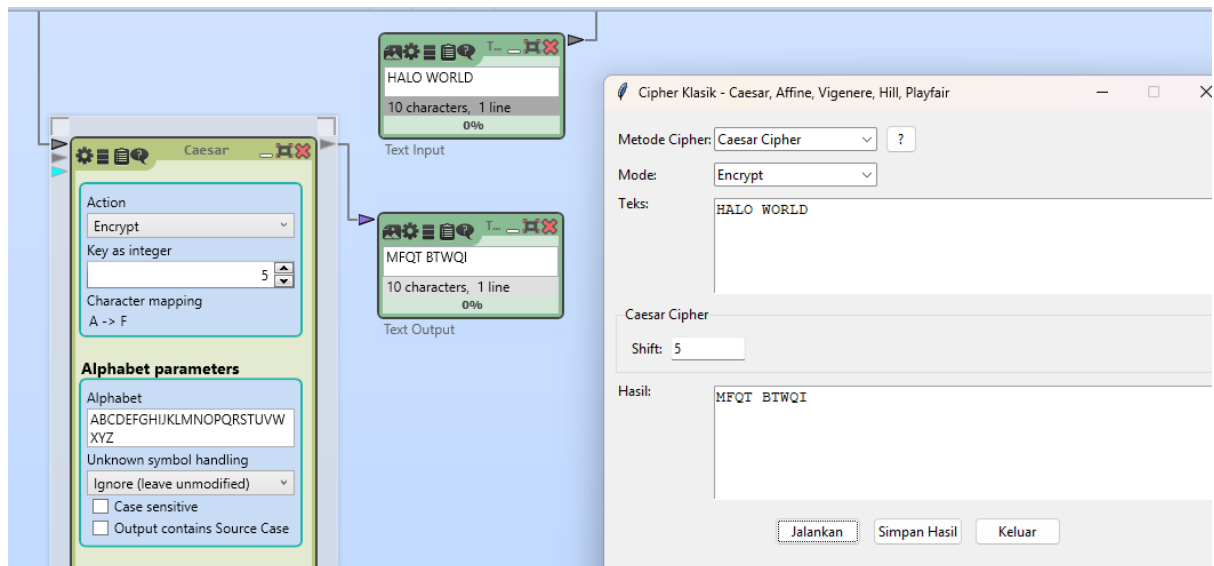 Caesar
Action
Encrypt
Key as integer
5
Character mapping
A -> F
Alphabet parameters
Alphabet
ABCDEFGHIJKLMNOPQRSTUVW
XYZ
Unknown symbol handling
Ignore (leave unmodified)
Case sensitive
Output contains Source Case
T...
HALO WORLD
10 characters, 1 line
0%
Text Input
T...
MFQT BTWQI
10 characters, 1 line
0%
Text Output
Cipher Klasik - Caesar, Affine, Vigenere, Hill, Playfair
Metode Cipher: Caesar Cipher ?
Mode: Encrypt
Teks: HALO WORLD
Caesar Cipher
Shift: 5
Hasil: MFQT BTWQI
Jalankan Simpan Hasil Keluar